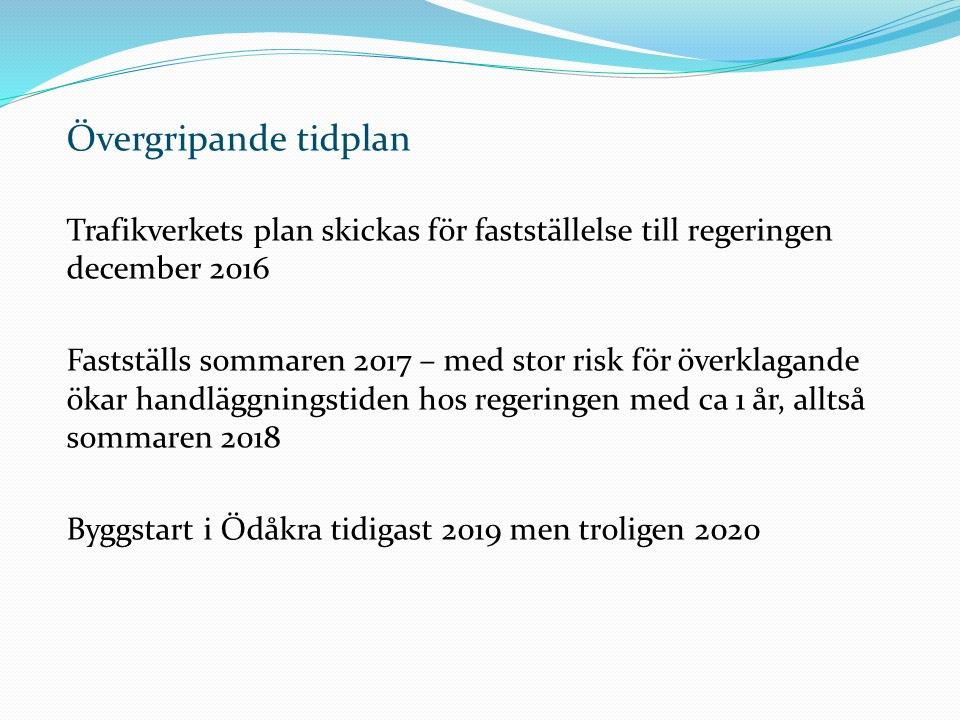 Övergripande tidplan
Trafikverkets plan skickas för fastställelse till regeringen
december 2016
Fastställs sommaren 2017 – med stor risk för överklagande
ökar handläggningstiden hos regeringen med ca 1 år, alltså
sommaren 2018
Byggstart i Ödåkra tidigast 2019 men troligen 2020